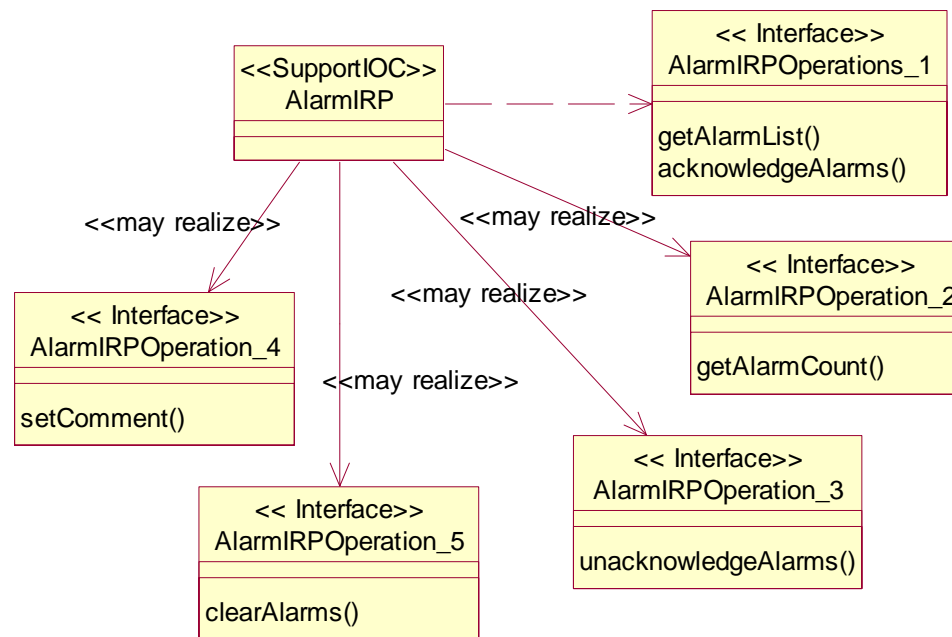 << Interface>>
AlarmIRPOperations_1
getAlarmList()
acknowledgeAlarms()
<<SupportIOC>>
AlarmIRP
<<may realize>>
<<may realize>>
<<may realize>>
<<may realize>>
<< Interface>>
AlarmIRPOperation_2
getAlarmCount()
<< Interface>>
AlarmIRPOperation_4
setComment()
<< Interface>>
AlarmIRPOperation_3
unacknowledgeAlarms()
<< Interface>>
AlarmIRPOperation_5
clearAlarms()